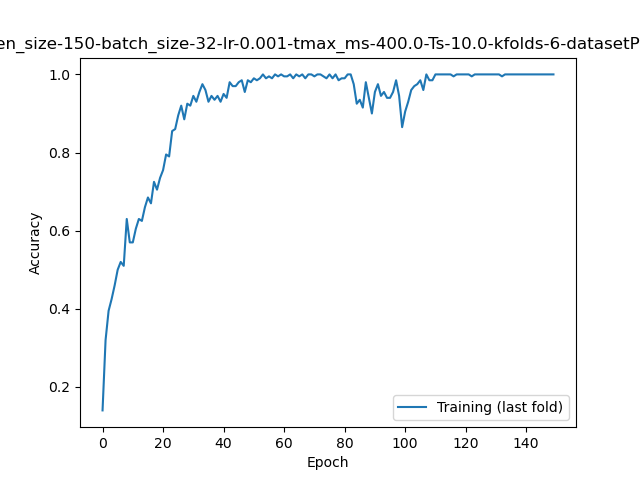 en_size-150-batch_size-32-lr-0.001-tmax_ms-400.0-Ts-10.0-kfolds-6-datasetP
1.0
0.8
0.6
0.4
0.2
Accuracy
Training (last fold)
0 20 40 60 80 100 120 140
Epoch